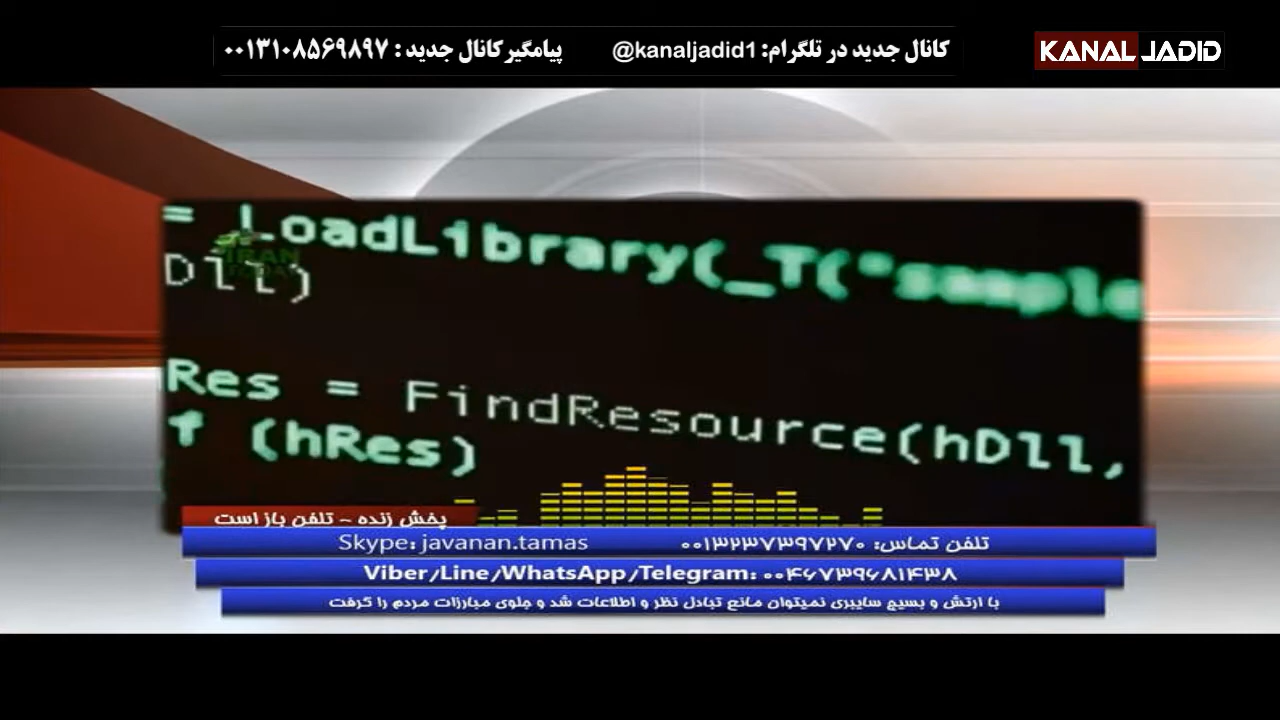 کانال جدید در تلگرام: @kanaljadid1 پیامگیر کانال جدید : ۰۰۱۳۱۰۸۵۶۹۸۹۷
KANAL JADID
= LoadLibrary(_T("sample
Dll)
IRAN
Res = FindResource(hDll,
f (hRes)
پخش زنده - تلفن باز است
تلفن تماس: ۰۰۱۳۲۳۷۳۹۷۲۷۰ Skype: javanan.tamas
Viber/Line/WhatsApp/Telegram: ۰۰۴۶۷۳۹۶۸۱۴۳۸
با ارتش و بسیج سایبری نمیتوان مانع تبادل نظر و اطلاعات شد و جلوی مبارزات مردم را گرفت